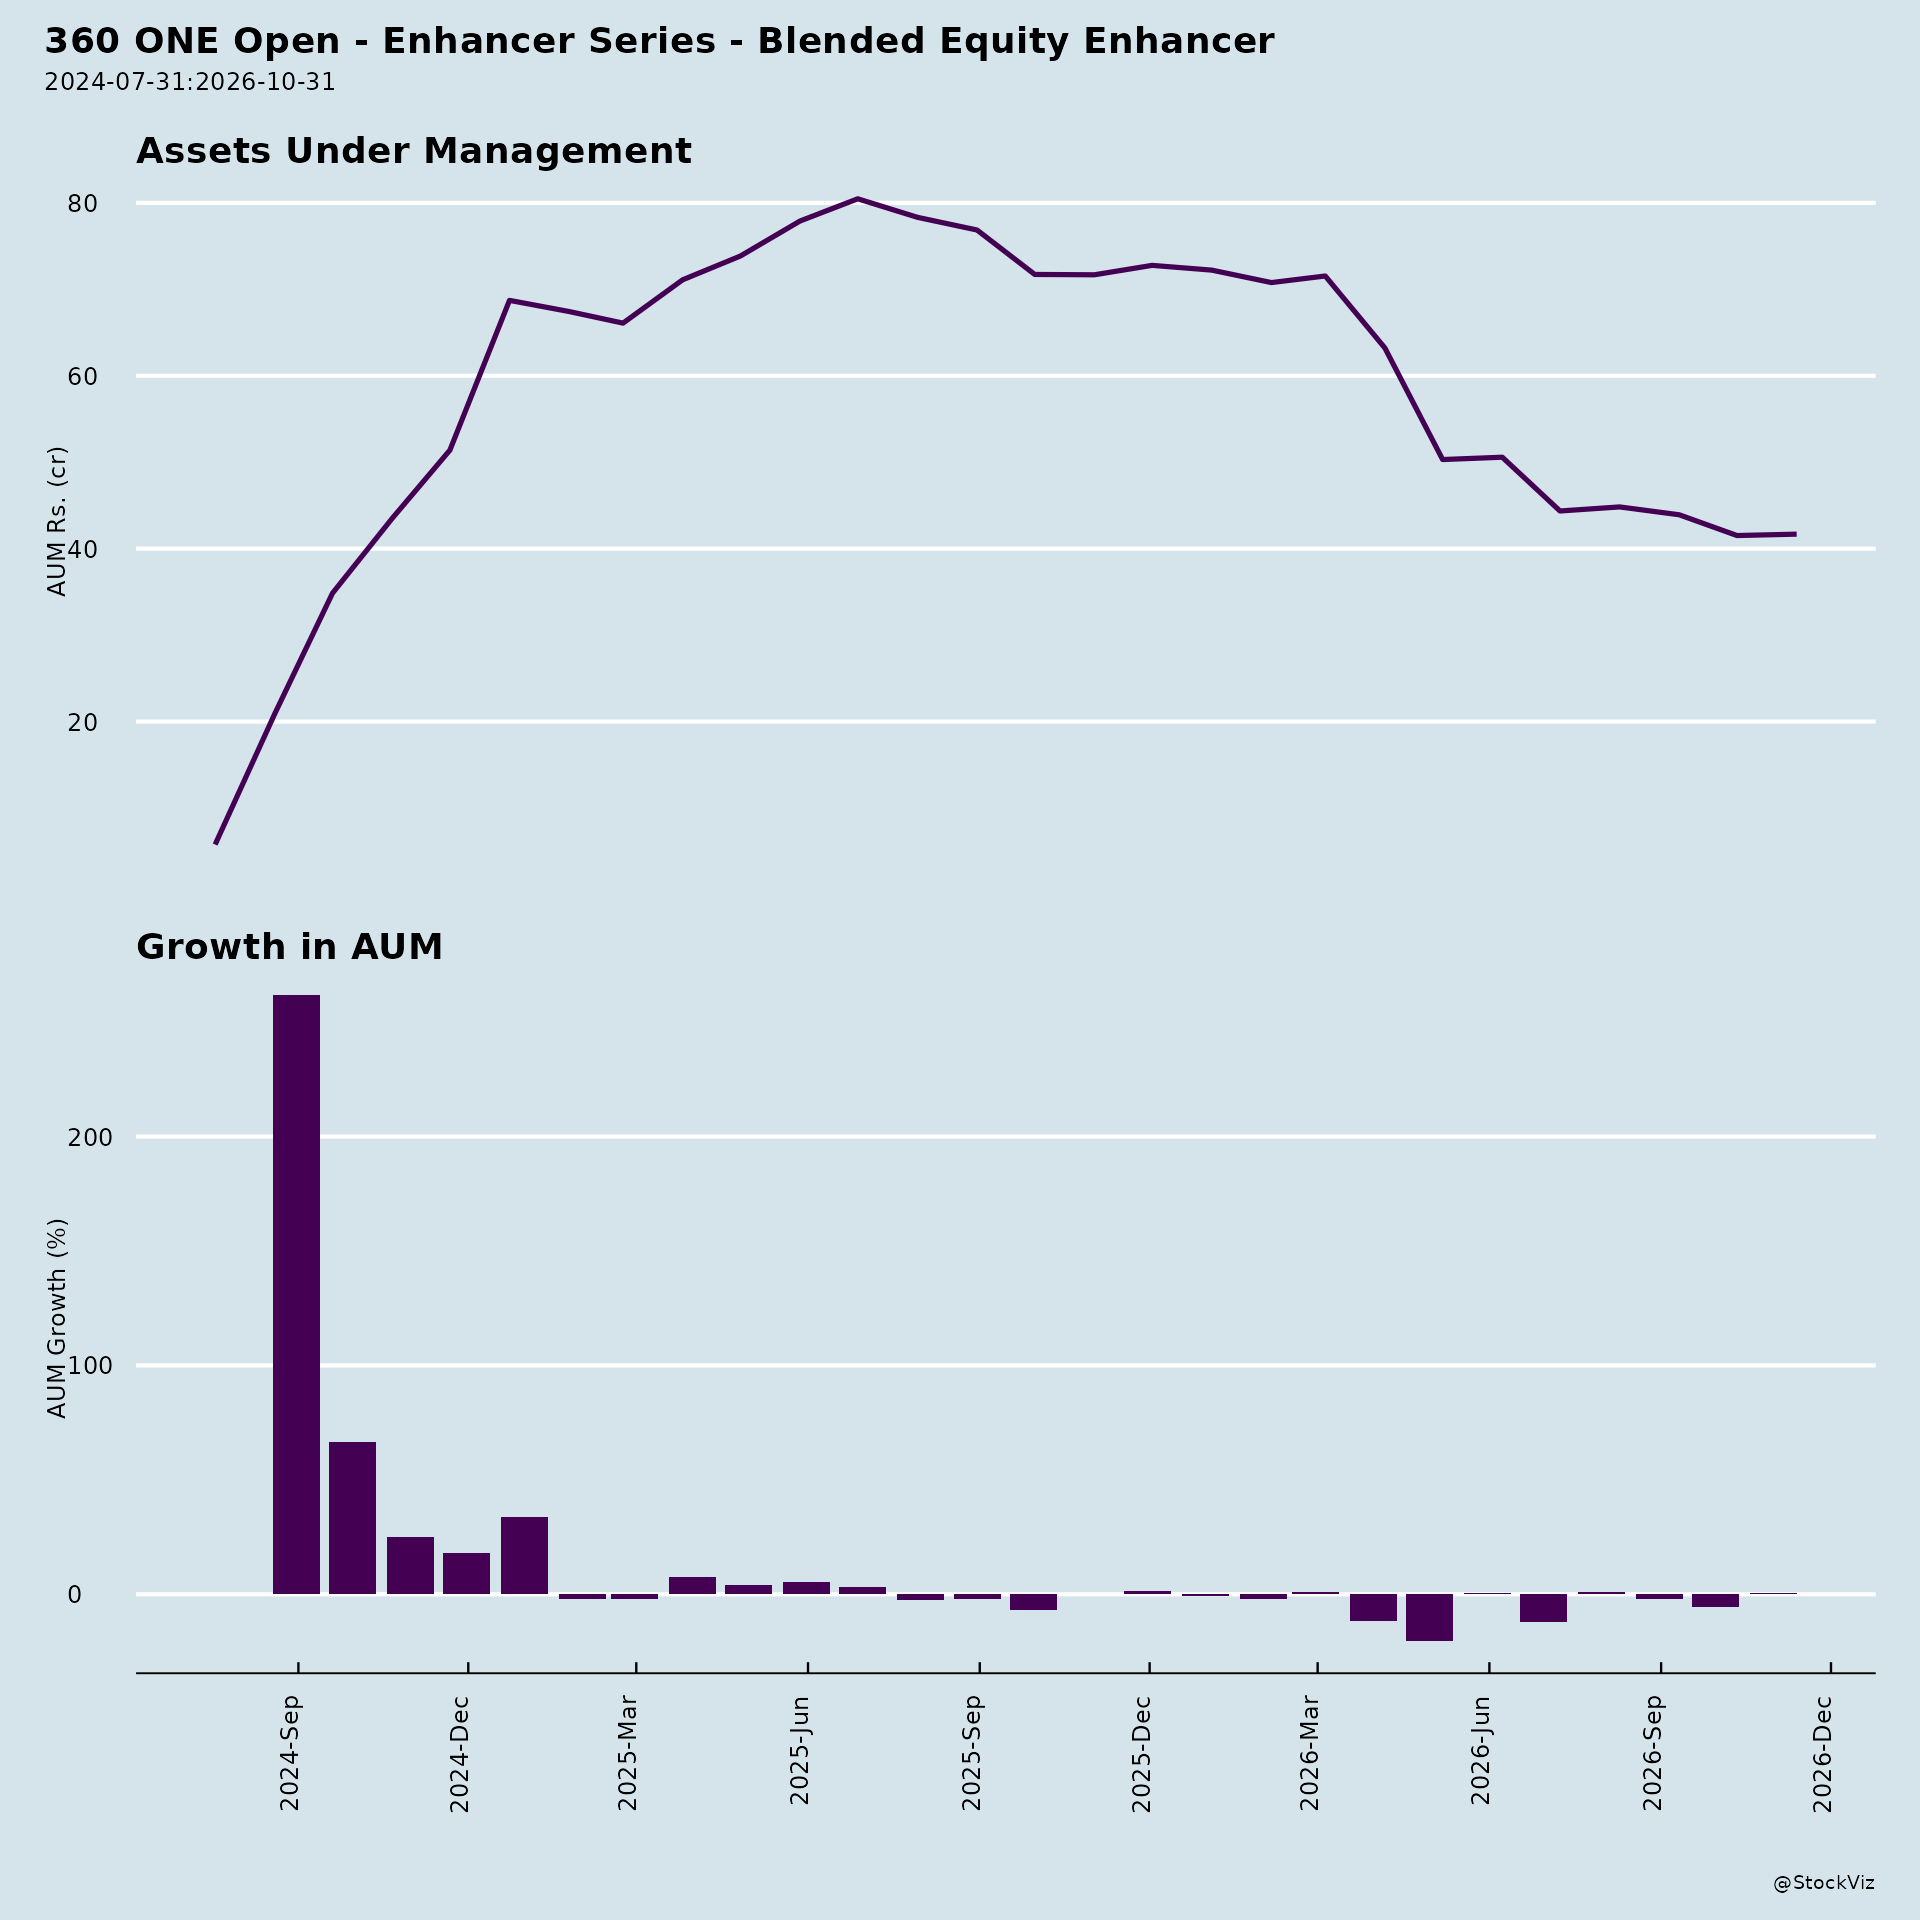 360 ONE Open - Enhancer Series - Blended Equity Enhancer
2024-07-31:2026-10-31
Assets Under Management
AUM Rs. (cr)
80
60
40
20
Growth in AUM
AUM Growth (%)
200
100
0
2024-Sep
2024-Dec
2025-Mar
2025-Jun
2025-Sep
2025-Dec
2026-Mar
2026-Jun
2026-Sep
2026-Dec
@StockViz